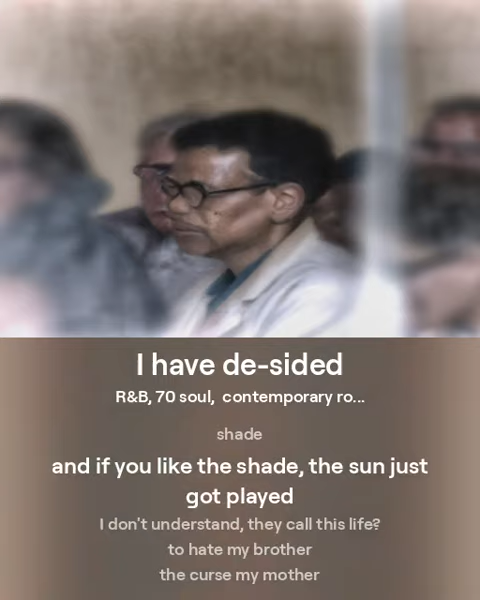 I have de-sided
R&B, 70 soul,  contemporary ro...
shade
and if you like the shade, the sun just
got played
I don't understand, they call this life?
to hate my brother
the curse my mother